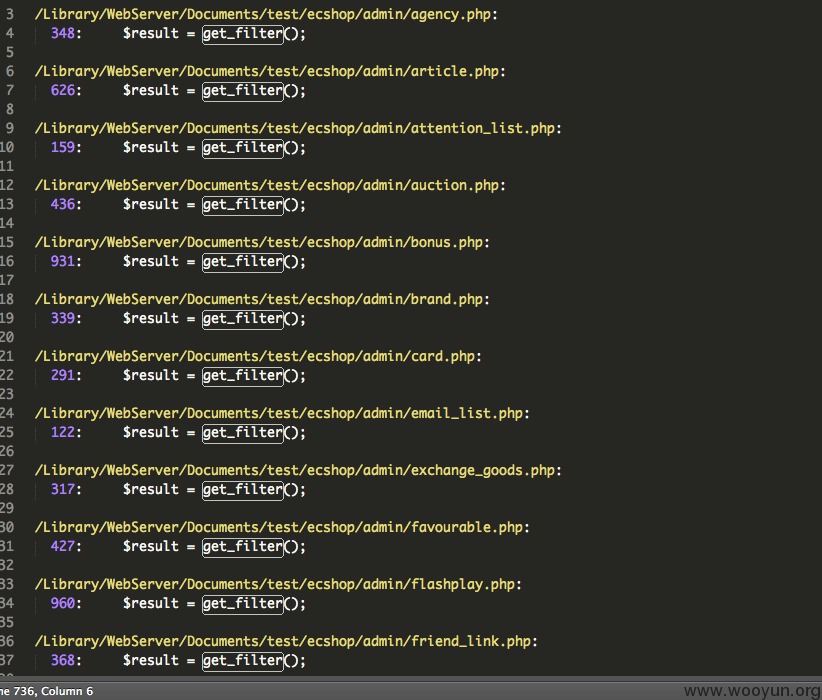 3 /Library/WebServer/Documents/test/ecshop/admin/agency.php:
4 348: $result = get_filter();
5
6 /Library/WebServer/Documents/test/ecshop/admin/article.php:
7 626: $result = get_filter();
8
9 /Library/WebServer/Documents/test/ecshop/admin/attention_list.php:
10 159: $result = get_filter();
11
12 /Library/WebServer/Documents/test/ecshop/admin/auction.php:
13 436: $result = get_filter();
14
15 /Library/WebServer/Documents/test/ecshop/admin/bonus.php:
16 931: $result = get_filter();
17
18 /Library/WebServer/Documents/test/ecshop/admin/brand.php:
19 339: $result = get_filter();
20
21 /Library/WebServer/Documents/test/ecshop/admin/card.php:
22 291: $result = get_filter();
23
24 /Library/WebServer/Documents/test/ecshop/admin/email_list.php:
25 122: $result = get_filter();
26
27 /Library/WebServer/Documents/test/ecshop/admin/exchange_goods.php:
28 317: $result = get_filter();
29
30 /Library/WebServer/Documents/test/ecshop/admin/favourable.php:
31 427: $result = get_filter();
32
33 /Library/WebServer/Documents/test/ecshop/admin/flashplay.php:
34 960: $result = get_filter();
35
36 /Library/WebServer/Documents/test/ecshop/admin/friend_link.php:
37 368: $result = get_filter();
ne 736, Column 6
www.wooyun.org